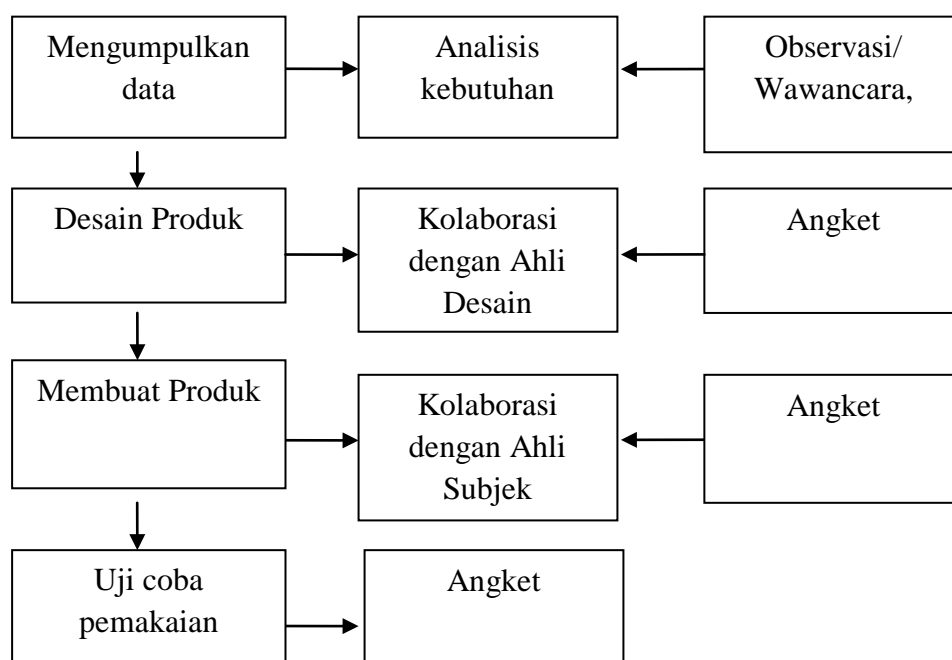 Mengumpulkan
data
Analisis
kebutuhan
Observasi/
Wawancara,
Desain Produk
Kolaborasi
dengan Ahli
Desain
Angket
Membuat Produk
Kolaborasi
dengan Ahli
Subjek
Angket
Uji coba
pemakaian
Angket